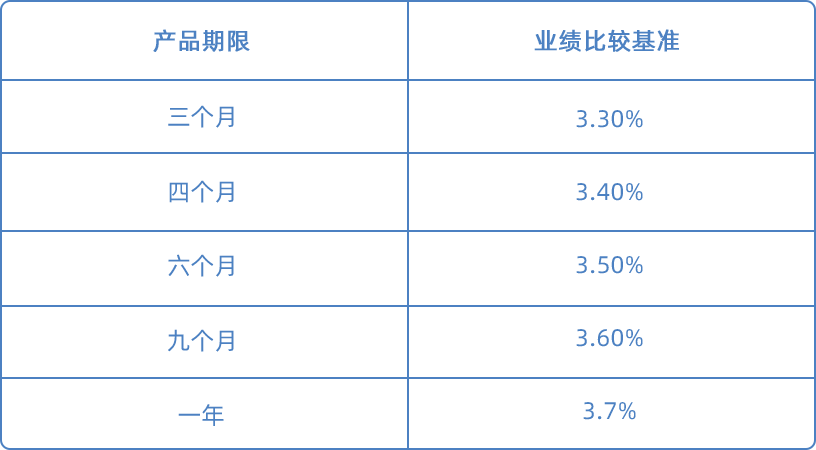 产品期限 业绩比较基准
三个月 3.30%
四个月 3.40%
六个月 3.50%
九个月 3.60%
一年 3.7%